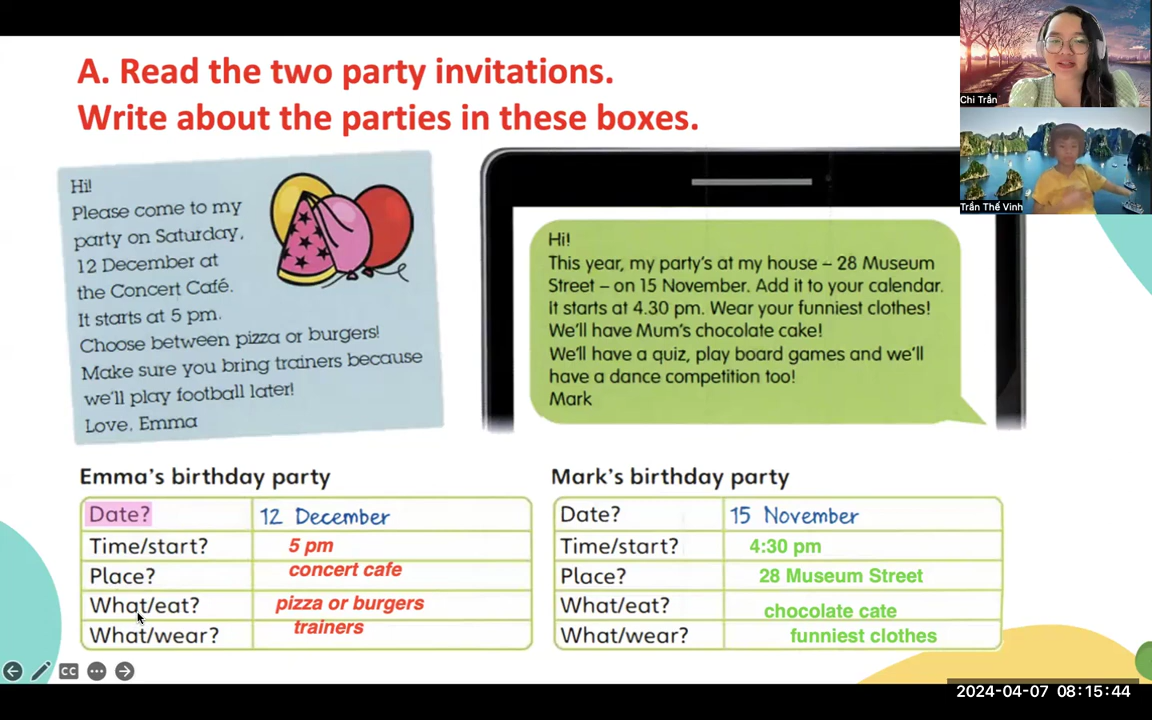 A. Read the two party invitations.
Write about the parties in these boxes.
Chi Trần
Trần Thế Vinh
Hi!
Please come to my
party on Saturday,
12 December at
the Concert Café.
It starts at 5 pm.
Choose between pizza or burgers!
Make sure you bring trainers because
we'll play football later!
Love, Emma
Hi!
This year, my party's at my house – 28 Museum
Street – on 15 November. Add it to your calendar.
It starts at 4.30 pm. Wear your funniest clothes!
We'll have Mum's chocolate cake!
We'll have a quiz, play board games and we'll
have a dance competition too!
Mark
Emma's birthday party
Date? 12 December
Time/start? 5 pm
Place? concert cafe
What/eat? pizza or burgers
What/wear? trainers
Mark's birthday party
Date? 15 November
Time/start? 4:30 pm
Place? 28 Museum Street
What/eat? chocolate cate
What/wear? funniest clothes
CC
2024-04-07 08:15:44